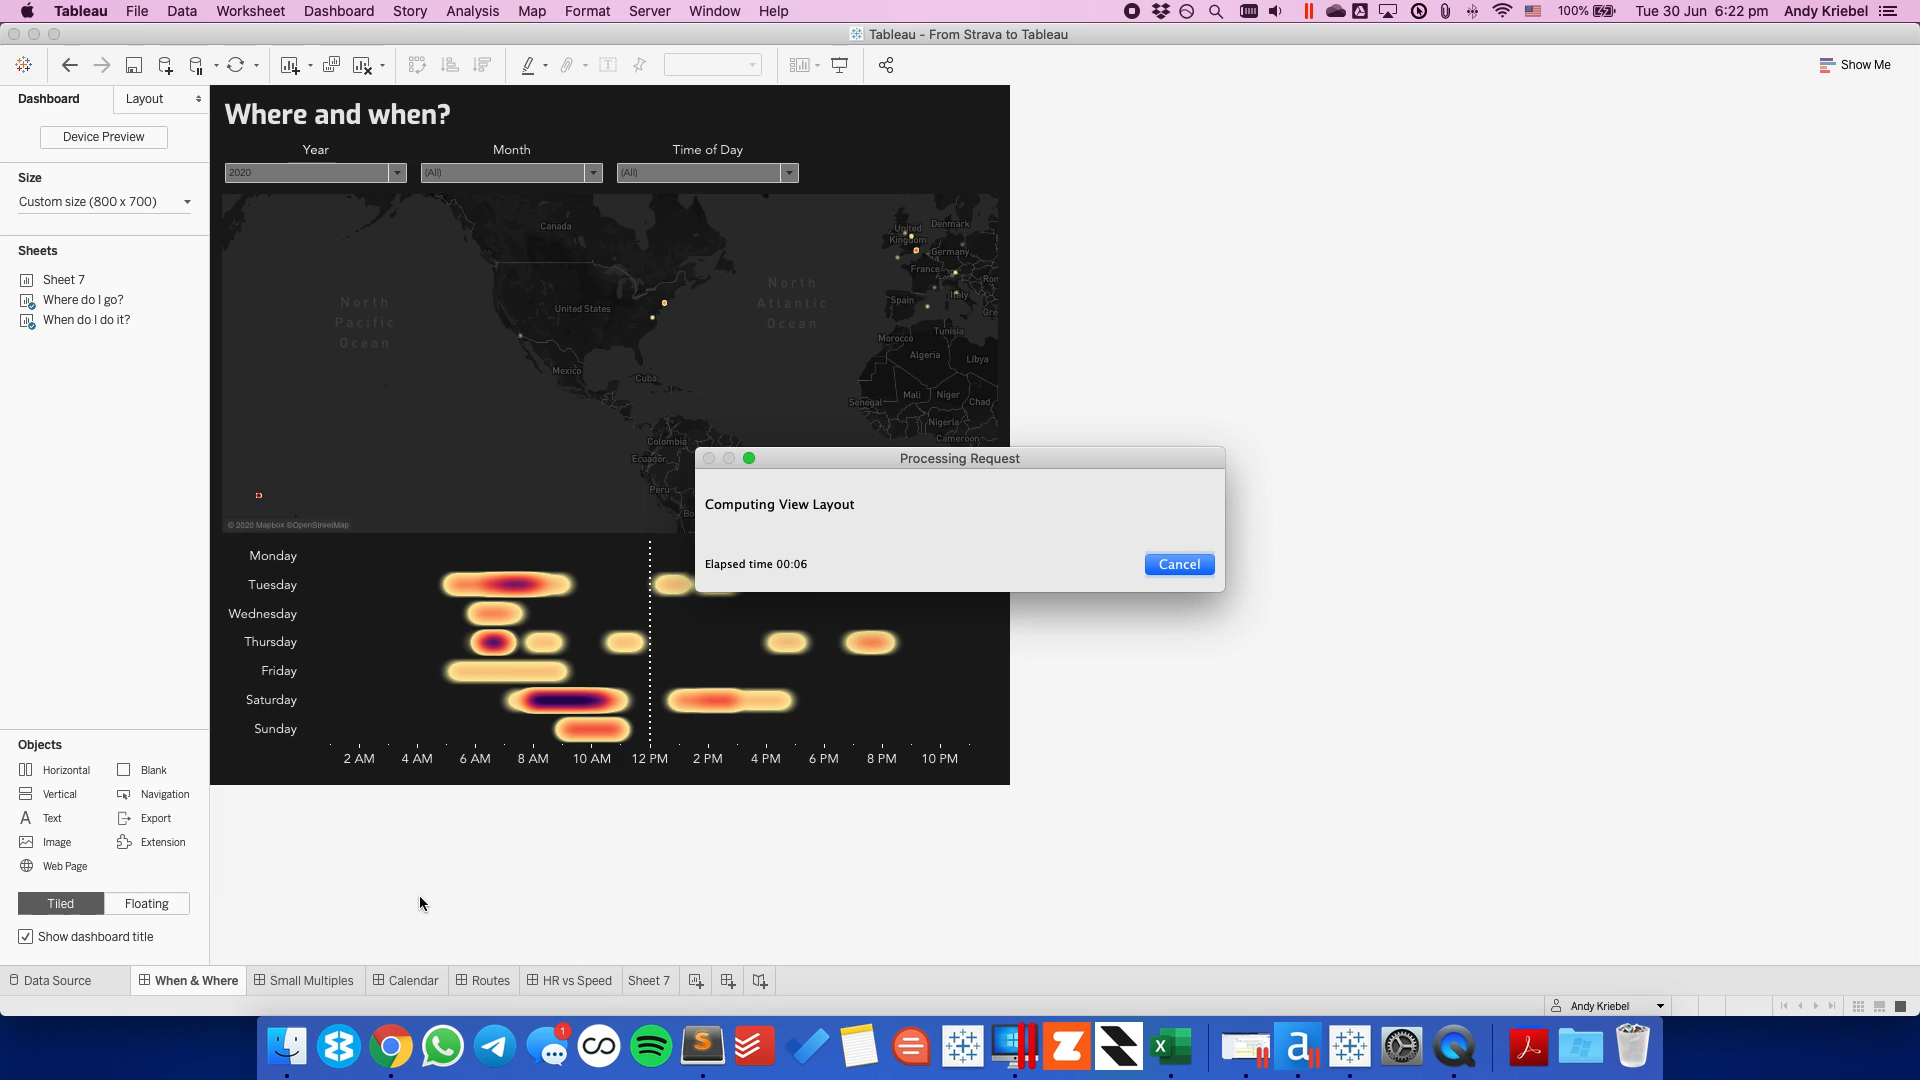 Tableau File Data Worksheet Dashboard Story Analysis Map Format Server Window Help 100% Tue 30 Jun 6:22 pm Andy Kriebel
Tableau - From Strava to Tableau
Show Me
Dashboard Layout
Device Preview
Size
Custom size (800 x 700)
Sheets
Sheet 7
Where do I go?
When do I do it?
Objects
Horizontal Blank
Vertical Navigation
Text Export
Image Extension
Web Page
Tiled Floating
Show dashboard title
Where and when?
Year Month Time of Day
2020 (All) (All)
Canada
United Kingdom
Denmark
Germany
France
Spain
Italy
North Pacific Ocean
United States
North Atlantic Ocean
Tunisia
Morocco
Algeria
Libya
Mexico
Cuba
Senegal
Mali
Niger
Chad
Nigeria
Cameroon
Colombia
Ecuador
Peru
© 2020 Mapbox ©OpenStreetMap
Processing Request
Computing View Layout
Elapsed time 00:06
Cancel
Monday
Tuesday
Wednesday
Thursday
Friday
Saturday
Sunday
2 AM 4 AM 6 AM 8 AM 10 AM 12 PM 2 PM 4 PM 6 PM 8 PM 10 PM
Data Source When & Where Small Multiples Calendar Routes HR vs Speed Sheet 7
Andy Kriebel
1